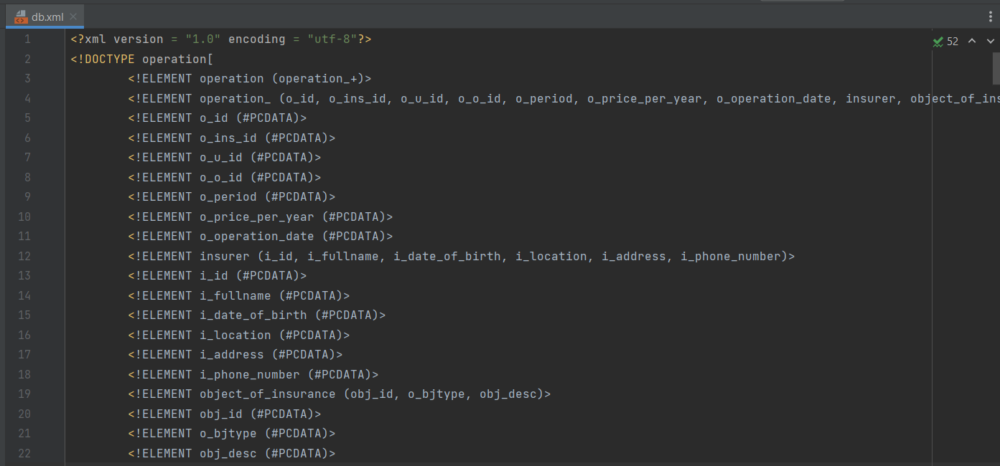 db.xml
52
1 <?xml version = "1.0" encoding = "utf-8"?>
2 <!DOCTYPE operation[
3 <!ELEMENT operation (operation_+)>
4 <!ELEMENT operation_ (o_id, o_ins_id, o_u_id, o_o_id, o_period, o_price_per_year, o_operation_date, insurer, object_of_ins
5 <!ELEMENT o_id (#PCDATA)>
6 <!ELEMENT o_ins_id (#PCDATA)>
7 <!ELEMENT o_u_id (#PCDATA)>
8 <!ELEMENT o_o_id (#PCDATA)>
9 <!ELEMENT o_period (#PCDATA)>
10 <!ELEMENT o_price_per_year (#PCDATA)>
11 <!ELEMENT o_operation_date (#PCDATA)>
12 <!ELEMENT insurer (i_id, i_fullname, i_date_of_birth, i_location, i_address, i_phone_number)>
13 <!ELEMENT i_id (#PCDATA)>
14 <!ELEMENT i_fullname (#PCDATA)>
15 <!ELEMENT i_date_of_birth (#PCDATA)>
16 <!ELEMENT i_location (#PCDATA)>
17 <!ELEMENT i_address (#PCDATA)>
18 <!ELEMENT i_phone_number (#PCDATA)>
19 <!ELEMENT object_of_insurance (obj_id, o_bjtype, obj_desc)>
20 <!ELEMENT obj_id (#PCDATA)>
21 <!ELEMENT o_bjtype (#PCDATA)>
22 <!ELEMENT obj_desc (#PCDATA)>